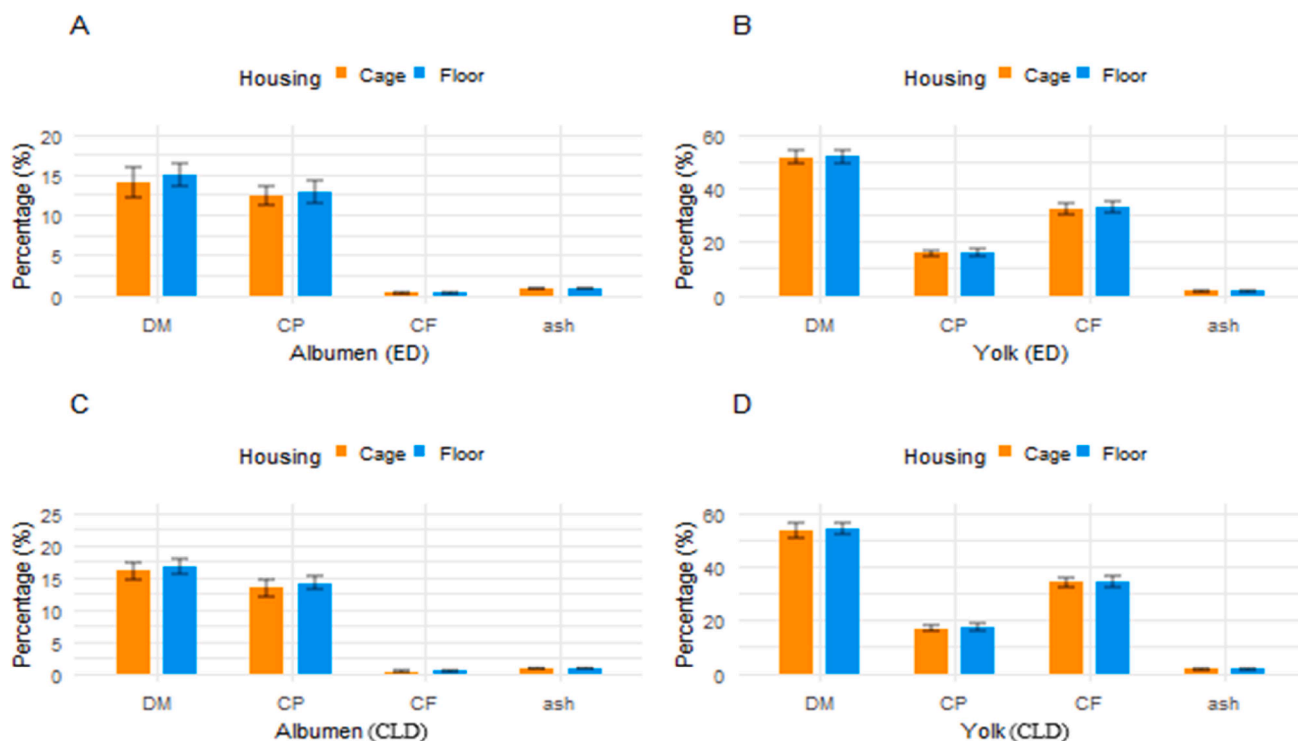 A
Housing Cage Floor
Percentage (%)
20
15
10
5
0
DM CP CF ash
Albumen (ED)
B
Housing Cage Floor
Percentage (%)
60
40
20
0
DM CP CF ash
Yolk (ED)
C
Housing Cage Floor
Percentage (%)
25
20
15
10
5
0
DM CP CF ash
Albumen (CLD)
D
Housing Cage Floor
Percentage (%)
60
40
20
0
DM CP CF ash
Yolk (CLD)